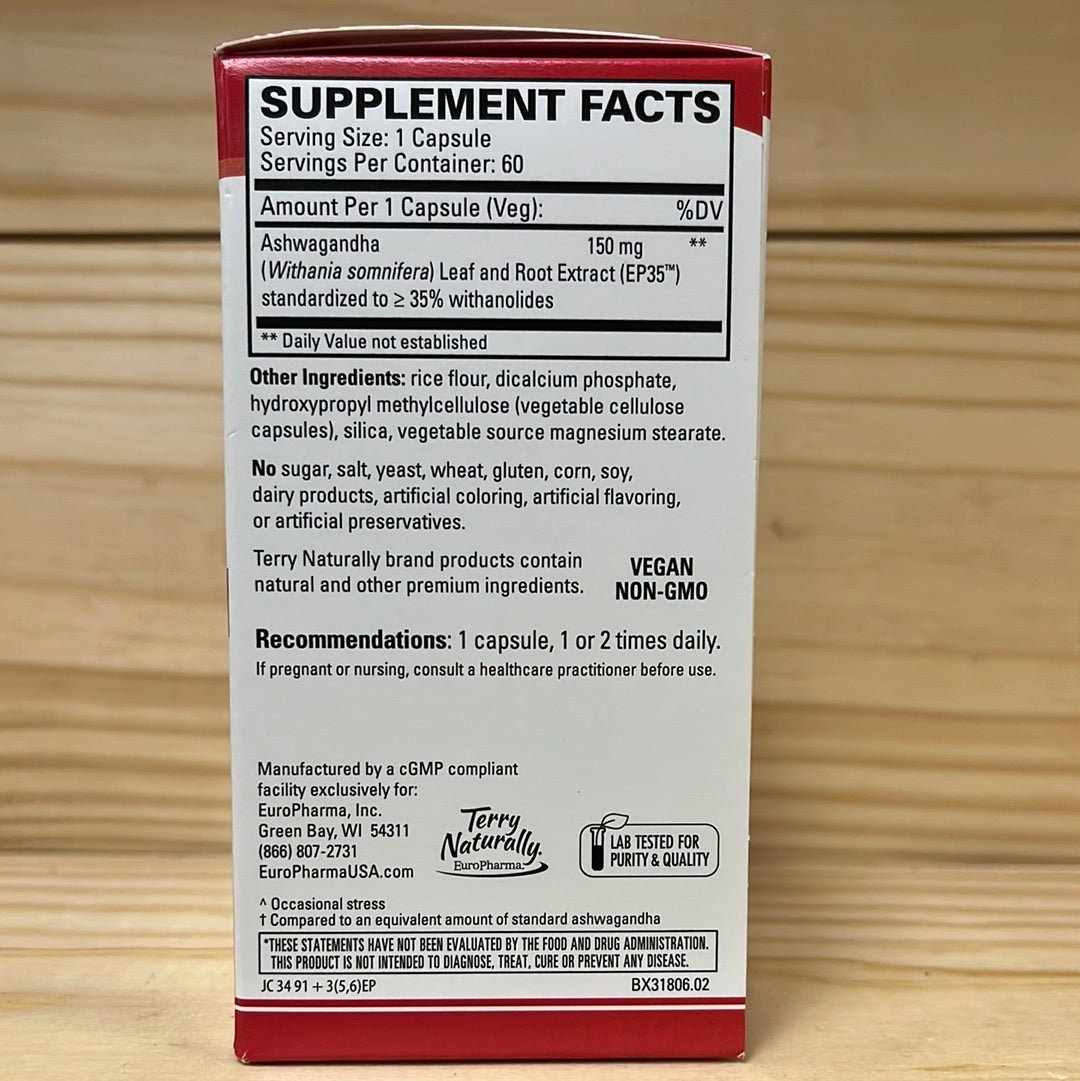 SUPPLEMENT FACTS
Serving Size: 1 Capsule
Servings Per Container: 60
Amount Per 1 Capsule (Veg): %DV
Ashwagandha 150 mg **
(Withania somnifera) Leaf and Root Extract (EP35™)
standardized to ≥ 35% withanolides
** Daily Value not established
Other Ingredients: rice flour, dicalcium phosphate,
hydroxypropyl methylcellulose (vegetable cellulose
capsules), silica, vegetable source magnesium stearate.
No sugar, salt, yeast, wheat, gluten, corn, soy,
dairy products, artificial coloring, artificial flavoring,
or artificial preservatives.
Terry Naturally brand products contain
natural and other premium ingredients.
VEGAN
NON-GMO
Recommendations: 1 capsule, 1 or 2 times daily.
If pregnant or nursing, consult a healthcare practitioner before use.
Manufactured by a cGMP compliant
facility exclusively for:
EuroPharma, Inc.
Green Bay, WI 54311
(866) 807-2731
EuroPharmaUSA.com
Terry
Naturally.
EuroPharma.
LAB TESTED FOR
PURITY & QUALITY
^ Occasional stress
† Compared to an equivalent amount of standard ashwagandha
*THESE STATEMENTS HAVE NOT BEEN EVALUATED BY THE FOOD AND DRUG ADMINISTRATION.
THIS PRODUCT IS NOT INTENDED TO DIAGNOSE, TREAT, CURE OR PREVENT ANY DISEASE.
JC 34 91 + 3(5,6)EP BX31806.02